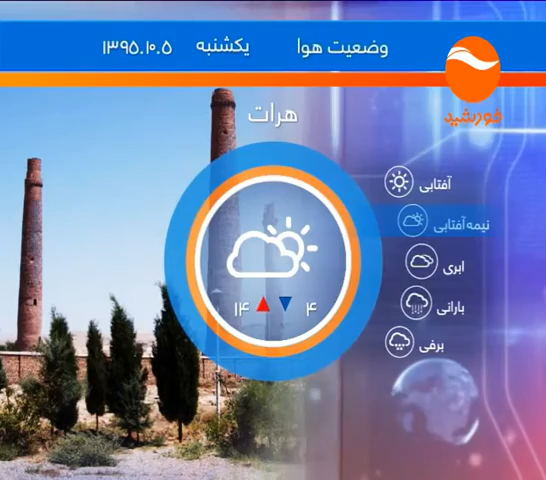 وضعیت هوا یکشنبه ۱۳۹۵.۱۰.۵
خورشید
هرات
۱۴ ۴
آفتابی
نیمه آفتابی
ابری
بارانی
برفی